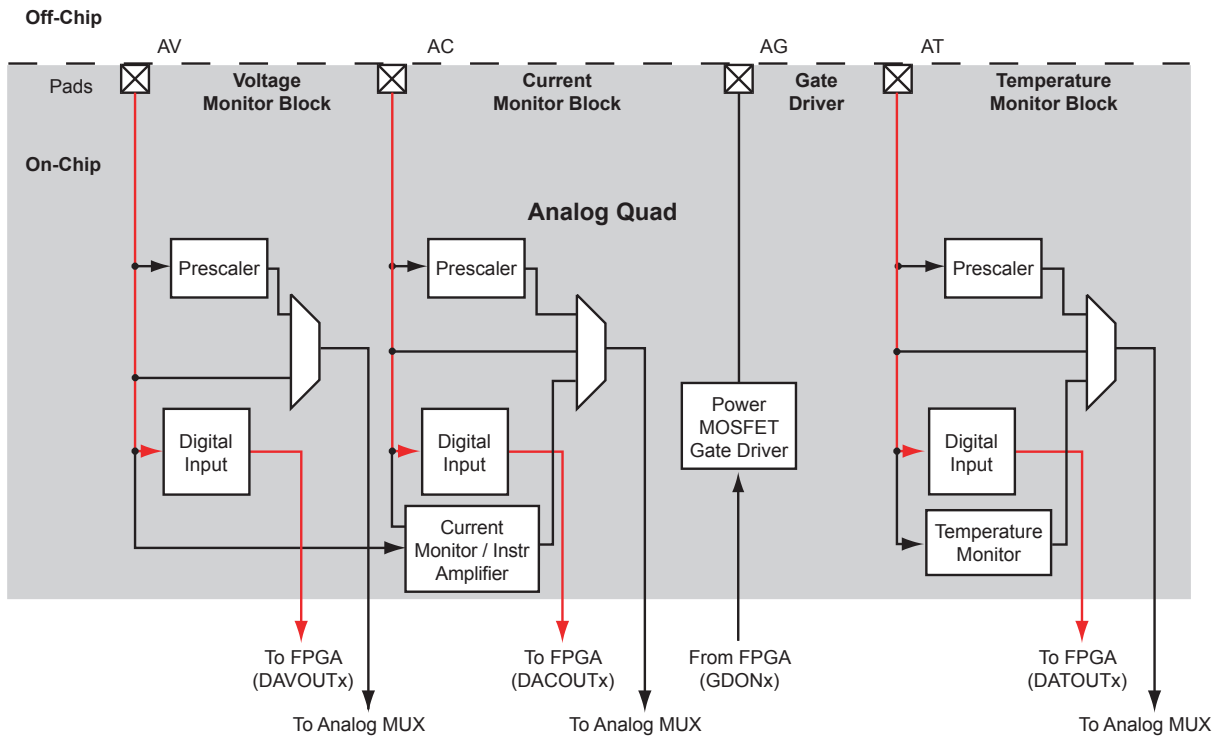 Off-Chip
AV
AC
AG
AT
Pads
Voltage
Monitor Block
Current
Monitor Block
Gate
Driver
Temperature
Monitor Block
On-Chip
Analog Quad
Prescaler
Prescaler
Prescaler
Power
MOSFET
Gate Driver
Digital
Input
Digital
Input
Digital
Input
Current
Monitor / Instr
Amplifier
Temperature
Monitor
To FPGA
(DAVOUTx)
To FPGA
(DACOUTx)
From FPGA
(GDONx)
To FPGA
(DATOUTx)
To Analog MUX
To Analog MUX
To Analog MUX